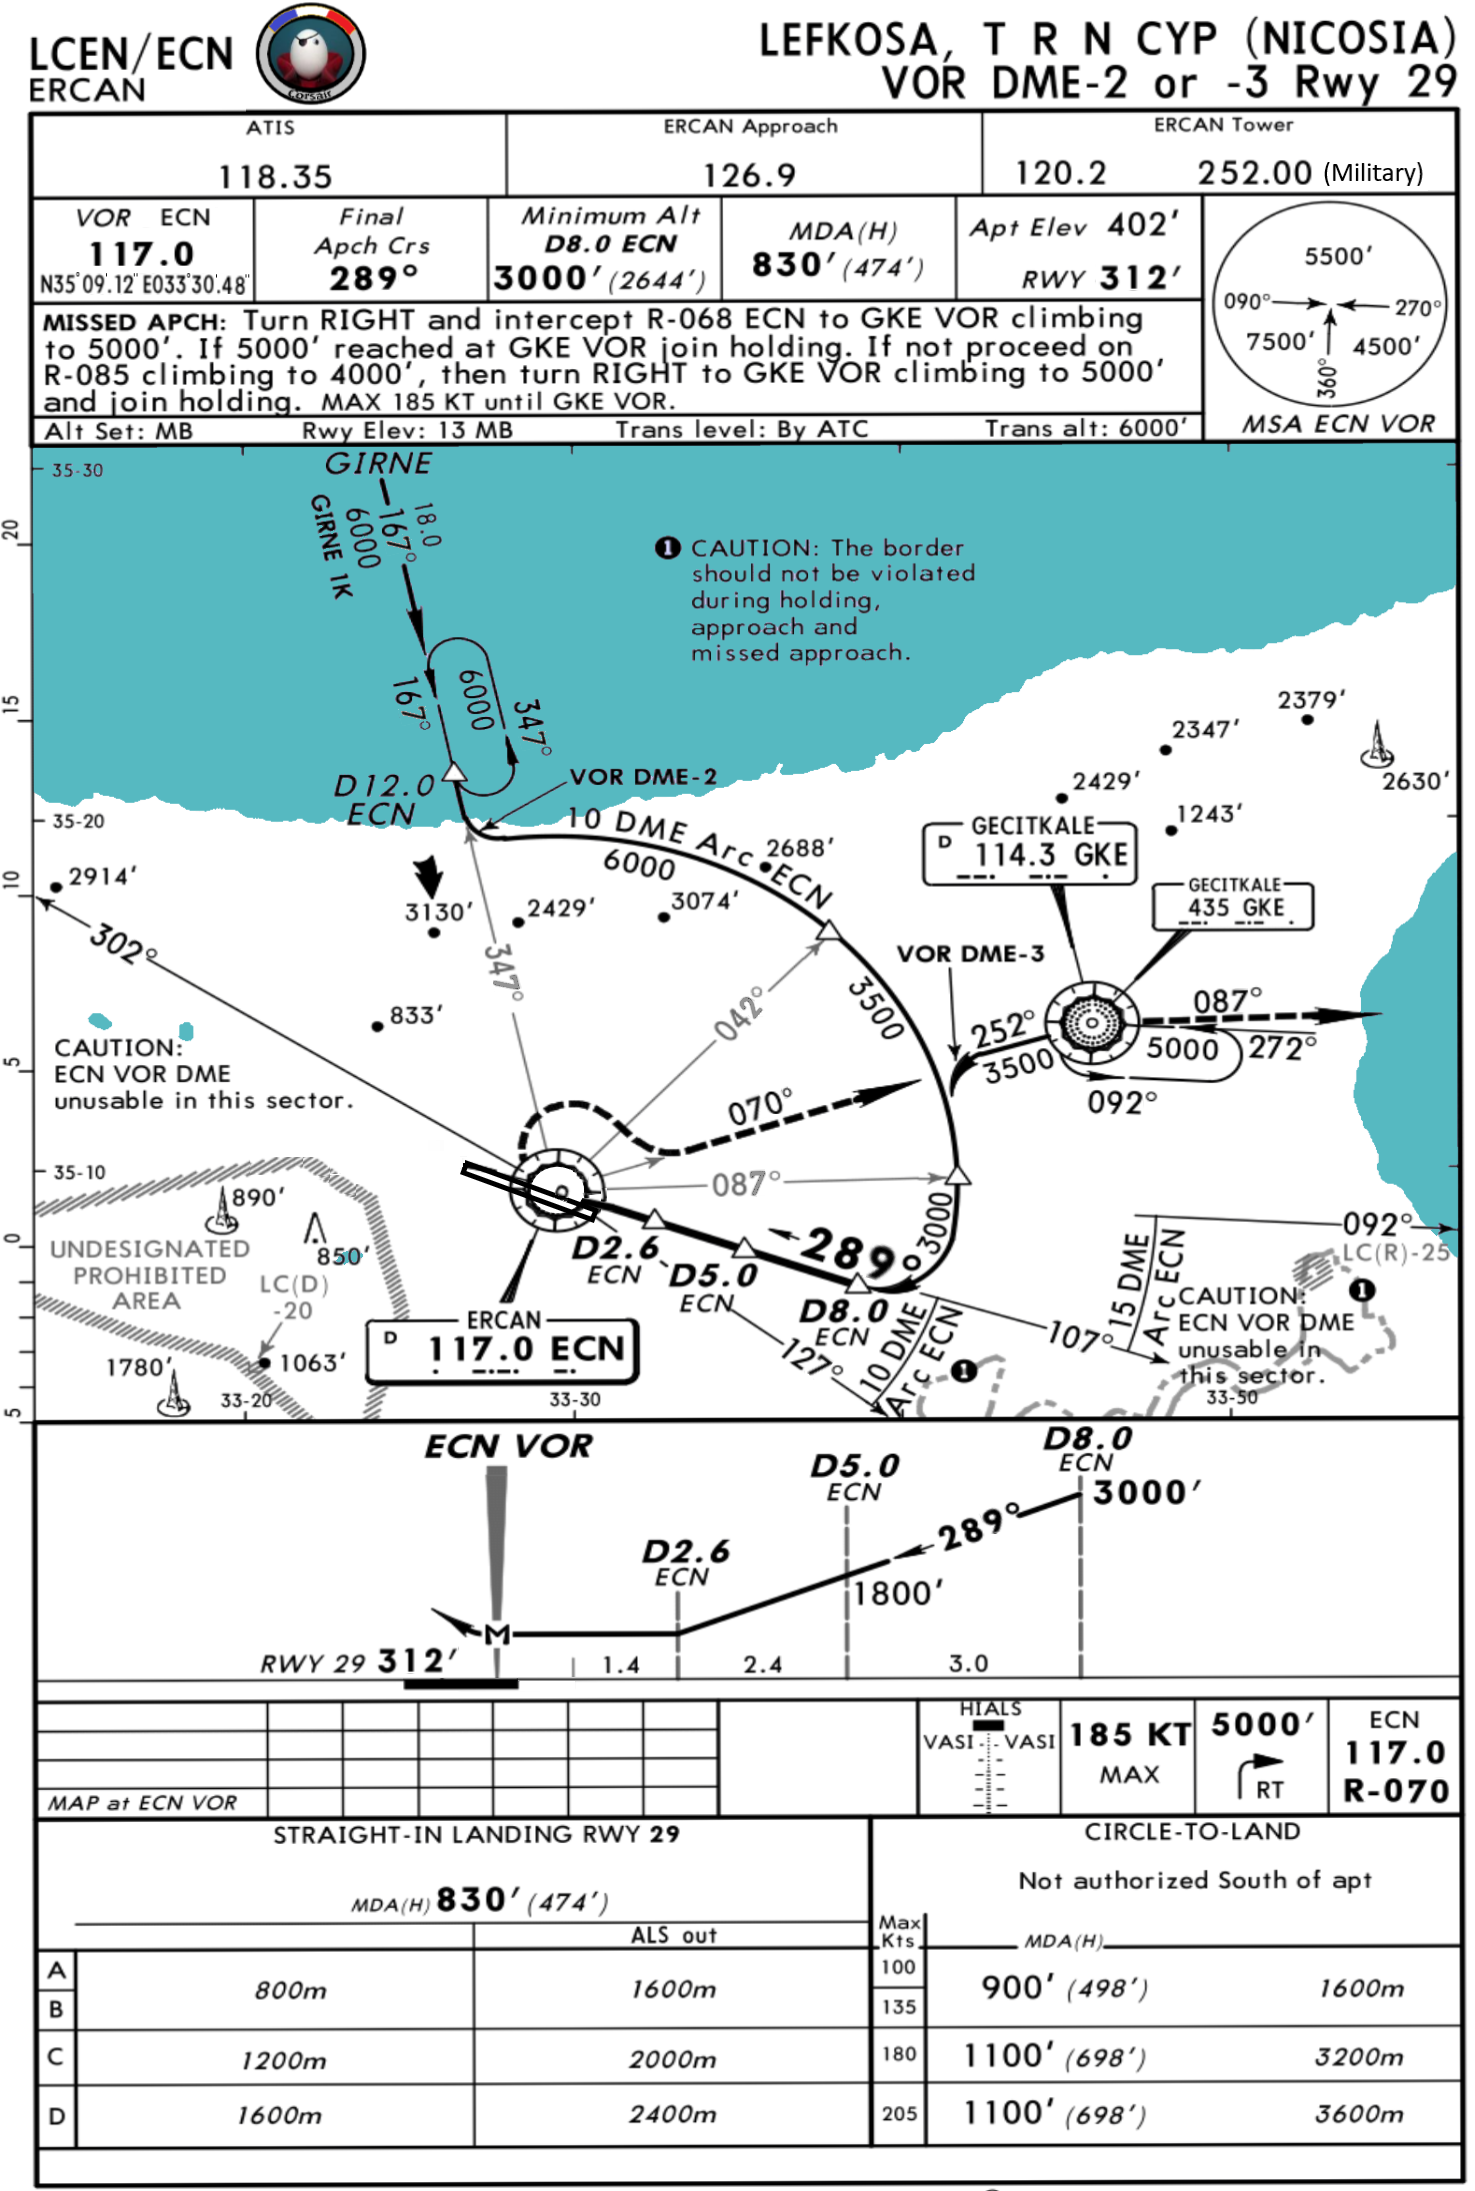 LCEN/ECN
ERCAN
Corsair
LEFKOSA, T R N CYP (NICOSIA)
VOR DME-2 or -3 Rwy 29
ATIS
118.35
ERCAN Approach
126.9
ERCAN Tower
120.2 252.00 (Military)
VOR ECN
117.0
N35°09.12' E033°30.48'
Final
Apch Crs
289°
Minimum Alt
D8.0 ECN
3000' (2644')
MDA(H)
830' (474')
Apt Elev 402'
RWY 312'
5500'
090°
270°
7500'
4500'
360°
MSA ECN VOR
MISSED APCH: Turn RIGHT and intercept R-068 ECN to GKE VOR climbing
to 5000'. If 5000' reached at GKE VOR join holding. If not proceed on
R-085 climbing to 4000', then turn RIGHT to GKE VOR climbing to 5000'
and join holding. MAX 185 KT until GKE VOR.
Alt Set: MB Rwy Elev: 13 MB Trans level: By ATC Trans alt: 6000'
GIRNE
35-30
18.0
167°
6000
GIRNE 1K
20
1 CAUTION: The border
should not be violated
during holding,
approach and
missed approach.
167°
6000
347°
15
2379'
2347'
2630'
2429'
1243'
D12.0
ECN
VOR DME-2
35-20
10 DME Arc ECN
6000
2688'
GECITKALE
D 114.3 GKE
GECITKALE
435 GKE
10
2914'
3130'
2429'
3074'
302°
347°
042°
VOR DME-3
3500
252°
3500
087°
5000
272°
092°
833'
5
CAUTION:
ECN VOR DME
unusable in this sector.
070°
087°
35-10
890'
850'
UNDESIGNATED
PROHIBITED
AREA
LC(D)
-20
0
1780'
1063'
33-20
5
D2.6
ECN
D5.0
ECN
D8.0
ECN
289°
3000
ERCAN
D 117.0 ECN
33-30
127°
10 DME
Arc ECN
1
107°
15 DME
Arc ECN
092°
LC(R)-25
1
CAUTION:
ECN VOR DME
unusable in
this sector.
33-50
ECN VOR
D8.0
ECN
3000'
D5.0
ECN
289°
1800'
D2.6
ECN
M
RWY 29 312'
1.4
2.4
3.0
MAP at ECN VOR
HIALS
VASI VASI
185 KT
MAX
5000'
RT
ECN
117.0
R-070
STRAIGHT-IN LANDING RWY 29
MDA(H) 830' (474')
ALS out
A
B
800m
1600m
C
1200m
2000m
D
1600m
2400m
CIRCLE-TO-LAND
Not authorized South of apt
Max
Kts
MDA(H)
100
135
900' (498')
1600m
180
1100' (698')
3200m
205
1100' (698')
3600m